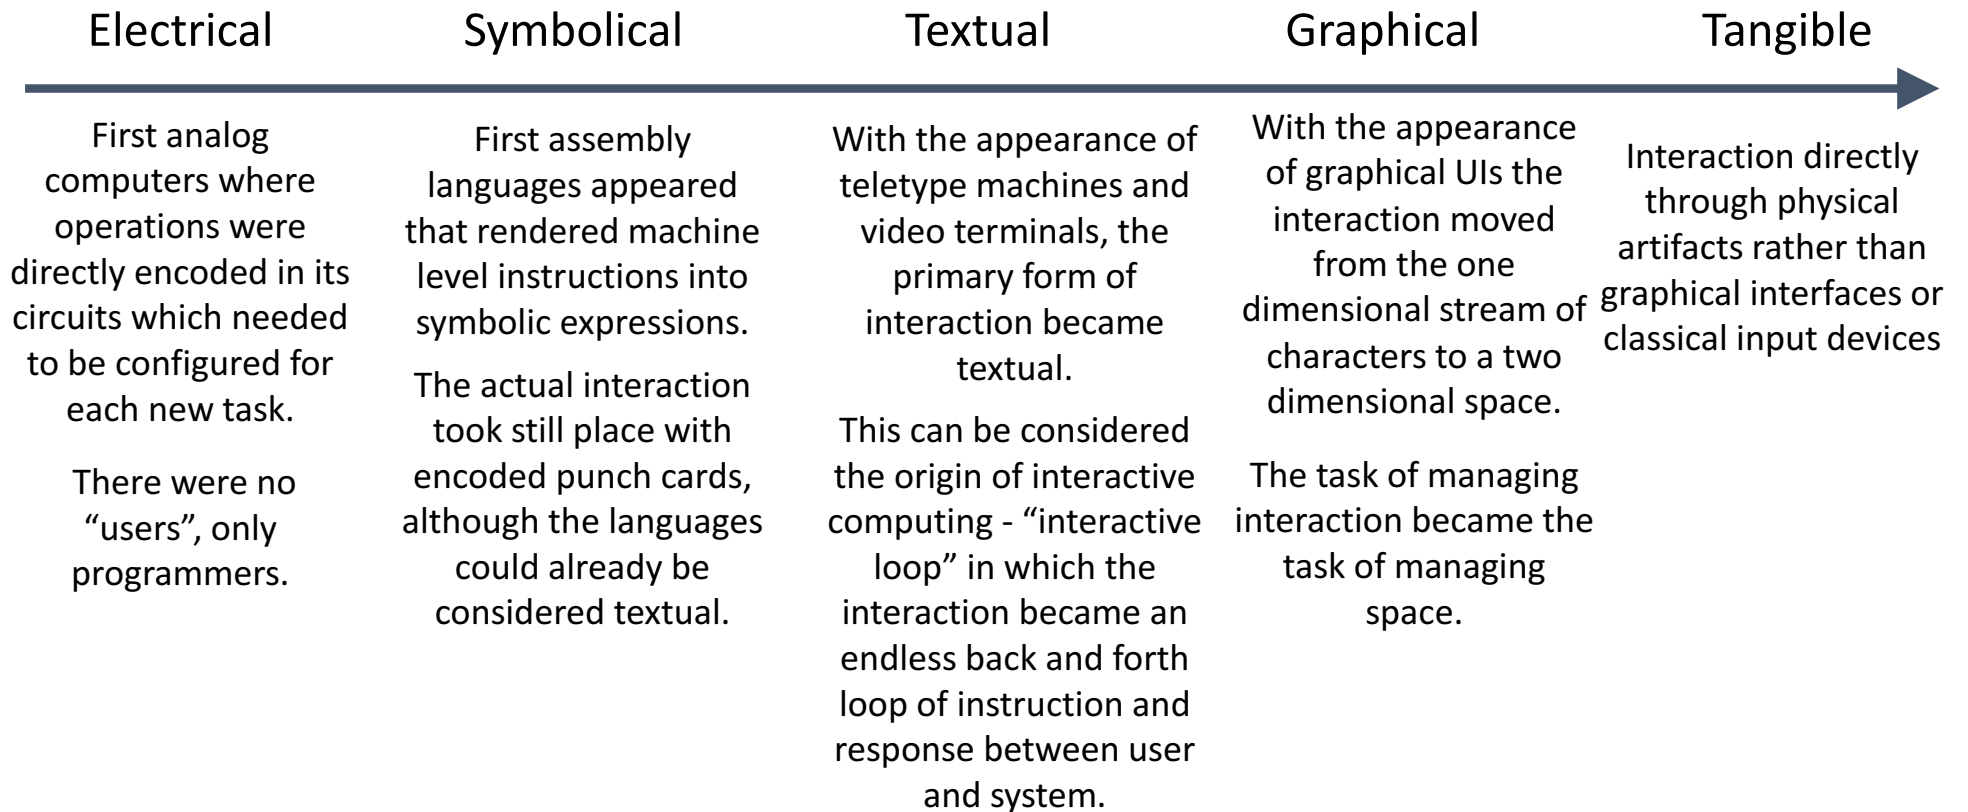 Electrical
First analog
computers where
operations were
directly encoded in its
circuits which needed
to be configured for
each new task.
There were no
“users”, only
programmers.
Symbolical
First assembly
languages appeared
that rendered machine
level instructions into
symbolic expressions.
The actual interaction
took still place with
encoded punch cards,
although the languages
could already be
considered textual.
Textual
With the appearance of
teletype machines and
video terminals, the
primary form of
interaction became
textual.
This can be considered
the origin of interactive
computing - “interactive
loop” in which the
interaction became an
endless back and forth
loop of instruction and
response between user
and system.
Graphical
With the appearance
of graphical UIs the
interaction moved
from the one
dimensional stream of
characters to a two
dimensional space.
The task of managing
interaction became the
task of managing
space.
Tangible
Interaction directly
through physical
artifacts rather than
graphical interfaces or
classical input devices